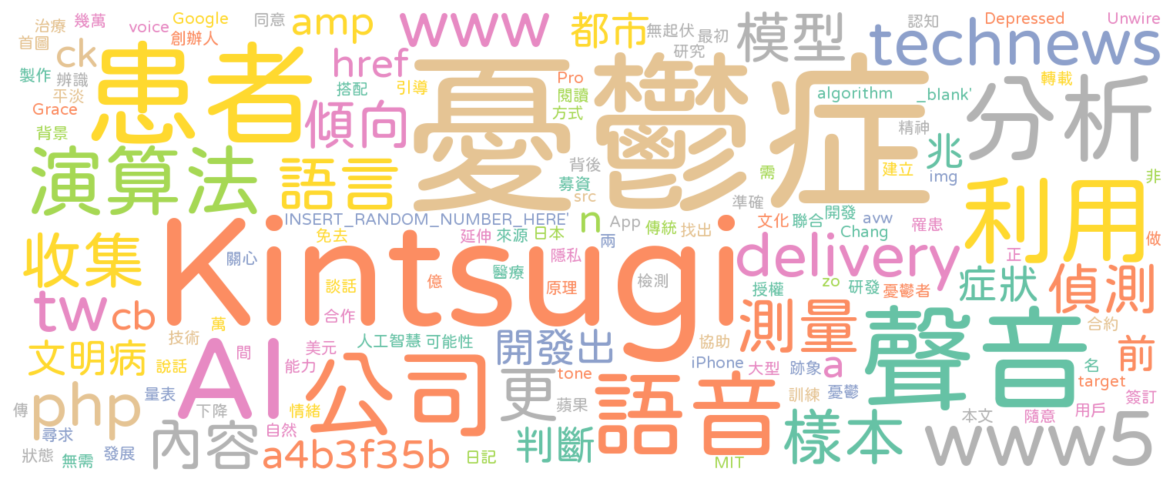 治療 幾萬 voice Google 創辦人 同意 amp www 都市 無起伏 最初 研究 模型 認知 Depressed Unwire
首圖 ck 製作 辨識 平淡 Grace 患者 href 搭配 引導 傾向 憂鬱症 Pro 閱讀 方式 technews 轉載
algorithm _blank' 分析 精神
背景 演算法 語言 背後 募資 src 需 準確 建立 兆 img 利用 非
INSERT_RANDOM_NUMBER_HERE' n App 傳統 找出 文化 聯合 開發 avw Chang 罹患 正 做
收集 關心 免去 延伸 來源 日本 兩 隱私 delivery 症狀 偵測
Kintsugi 談話 億 醫療 原理 檢測 授權 zo 研發 憂鬱者
tw cb 萬 合作 測量 聲音 合約
文明病 技術 說話 間 AI 美元 能力 人工智慧 可能性 開發出 協助 iPhone 大型 跡象 a 前 名 target 簽訂
php 量表 公司 更 tone 蘋果 語音 訓練 憂鬱
傳 尋求 下降 情緒 自然 判斷 樣本 本文 隨意 用戶
狀態 無需 發展 內容 a4b3f35b 日記 MIT www5